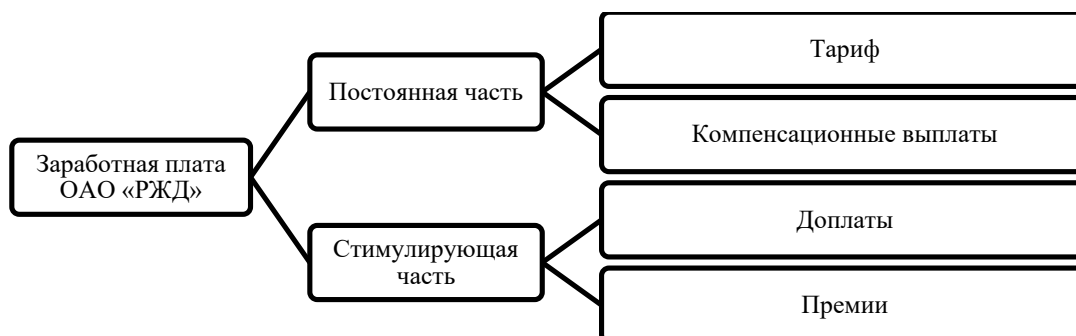 Заработная плата
ОАО «РЖД»
Постоянная часть
Тариф
Компенсационные выплаты
Стимулирующая
часть
Доплаты
Премии